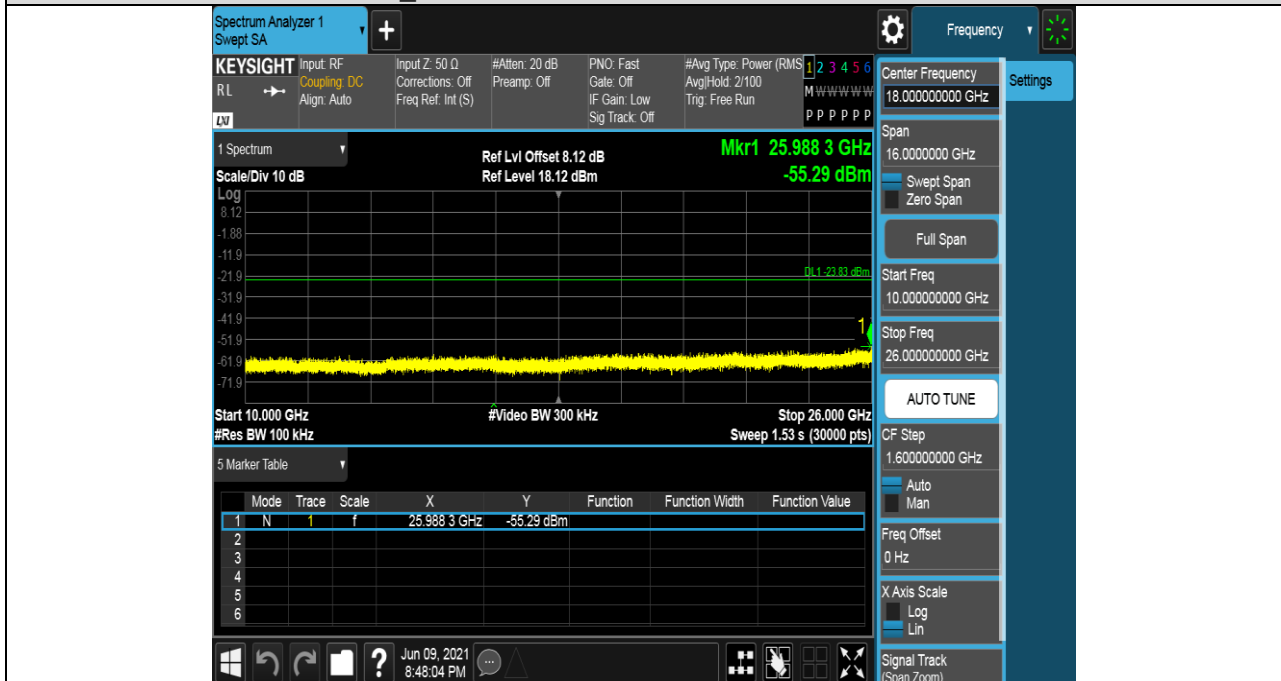 Spectrum Analyzer 1
Swept SA
Frequency
KEYSIGHT
RL
LXI
Input: RF
Coupling: DC
Align: Auto
Input Z: 50 Ω
Corrections: Off
Freq Ref: Int (S)
#Atten: 20 dB
Preamp: Off
PNO: Fast
Gate: Off
IF Gain: Low
Sig Track: Off
#Avg Type: Power (RMS
Avg|Hold: 2/100
Trig: Free Run
1 2 3 4 5 6
M W W W W W
P P P P P P
1 Spectrum
Scale/Div 10 dB
Ref Lvl Offset 8.12 dB
Ref Level 18.12 dBm
Mkr1 25.988 3 GHz
-55.29 dBm
Log
8.12
-1.88
-11.9
-21.9
-31.9
-41.9
-51.9
-61.9
-71.9
DL1 -23.83 dBm
1
Start 10.000 GHz
#Video BW 300 kHz
Stop 26.000 GHz
#Res BW 100 kHz
Sweep 1.53 s (30000 pts)
5 Marker Table
Mode Trace Scale X Y Function Function Width Function Value
1 N 1 f 25.988 3 GHz -55.29 dBm
2
3
4
5
6
Jun 09, 2021
8:48:04 PM
Center Frequency
18.000000000 GHz
Settings
Span
16.0000000 GHz
Swept Span
Zero Span
Full Span
Start Freq
10.000000000 GHz
Stop Freq
26.000000000 GHz
AUTO TUNE
CF Step
1.600000000 GHz
Auto
Man
Freq Offset
0 Hz
X Axis Scale
Log
Lin
Signal Track
(Span Zoom)